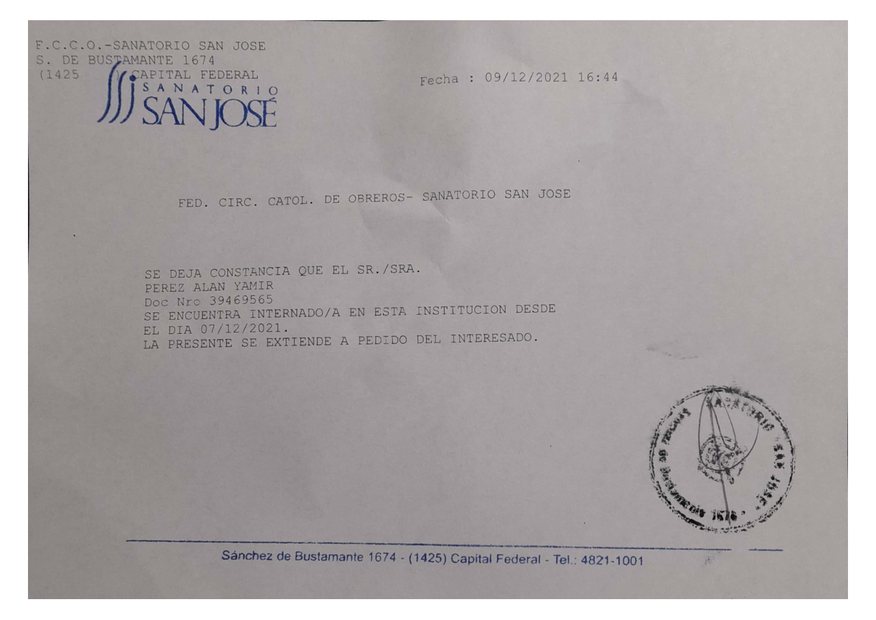 F.C.C.O.-SANATORIO SAN JOSE
S. DE BUSTAMANTE 1674
(1425 CAPITAL FEDERAL
Fecha : 09/12/2021 16:44
SANATORIO
SAN JOSÉ
FED. CIRC. CATOL. DE OBREROS- SANATORIO SAN JOSE
SE DEJA CONSTANCIA QUE EL SR./SRA.
PEREZ ALAN YAMIR
Doc Nro 39469565
SE ENCUENTRA INTERNADO/A EN ESTA INSTITUCION DESDE
EL DIA 07/12/2021.
LA PRESENTE SE EXTIENDE A PEDIDO DEL INTERESADO.
SANATORIO "SAN JOSE"
Sánchez de Bustamante 1674 - (1425) Capital Federal - Tel.: 4821-1001